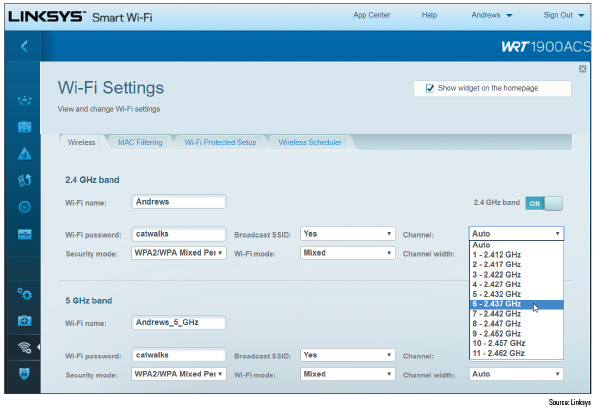 LINKSYS™ Smart Wi-Fi
App Center Help Andrews Sign Out
WRT1900ACS
Wi-Fi Settings
Show widget on the homepage
View and change Wi-Fi settings
Wireless MAC Filtering Wi-Fi Protected Setup Wireless Scheduler
2.4 GHz band
Wi-Fi name: Andrews 2.4 GHz band ON
Wi-Fi password: catwalks Broadcast SSID: Yes Channel: Auto
Security mode: WPA2/WPA Mixed Per Wi-Fi mode: Mixed Channel width:
Auto
1 - 2.412 GHz
2 - 2.417 GHz
3 - 2.422 GHz
4 - 2.427 GHz
5 - 2.432 GHz
6 - 2.437 GHz
7 - 2.442 GHz
8 - 2.447 GHz
9 - 2.452 GHz
10 - 2.457 GHz
11 - 2.462 GHz
5 GHz band
Wi-Fi name: Andrews_5_GHz
Wi-Fi password: catwalks Broadcast SSID: Yes Channel:
Security mode: WPA2/WPA Mixed Per Wi-Fi mode: Mixed Channel width: Auto
Source: Linksys